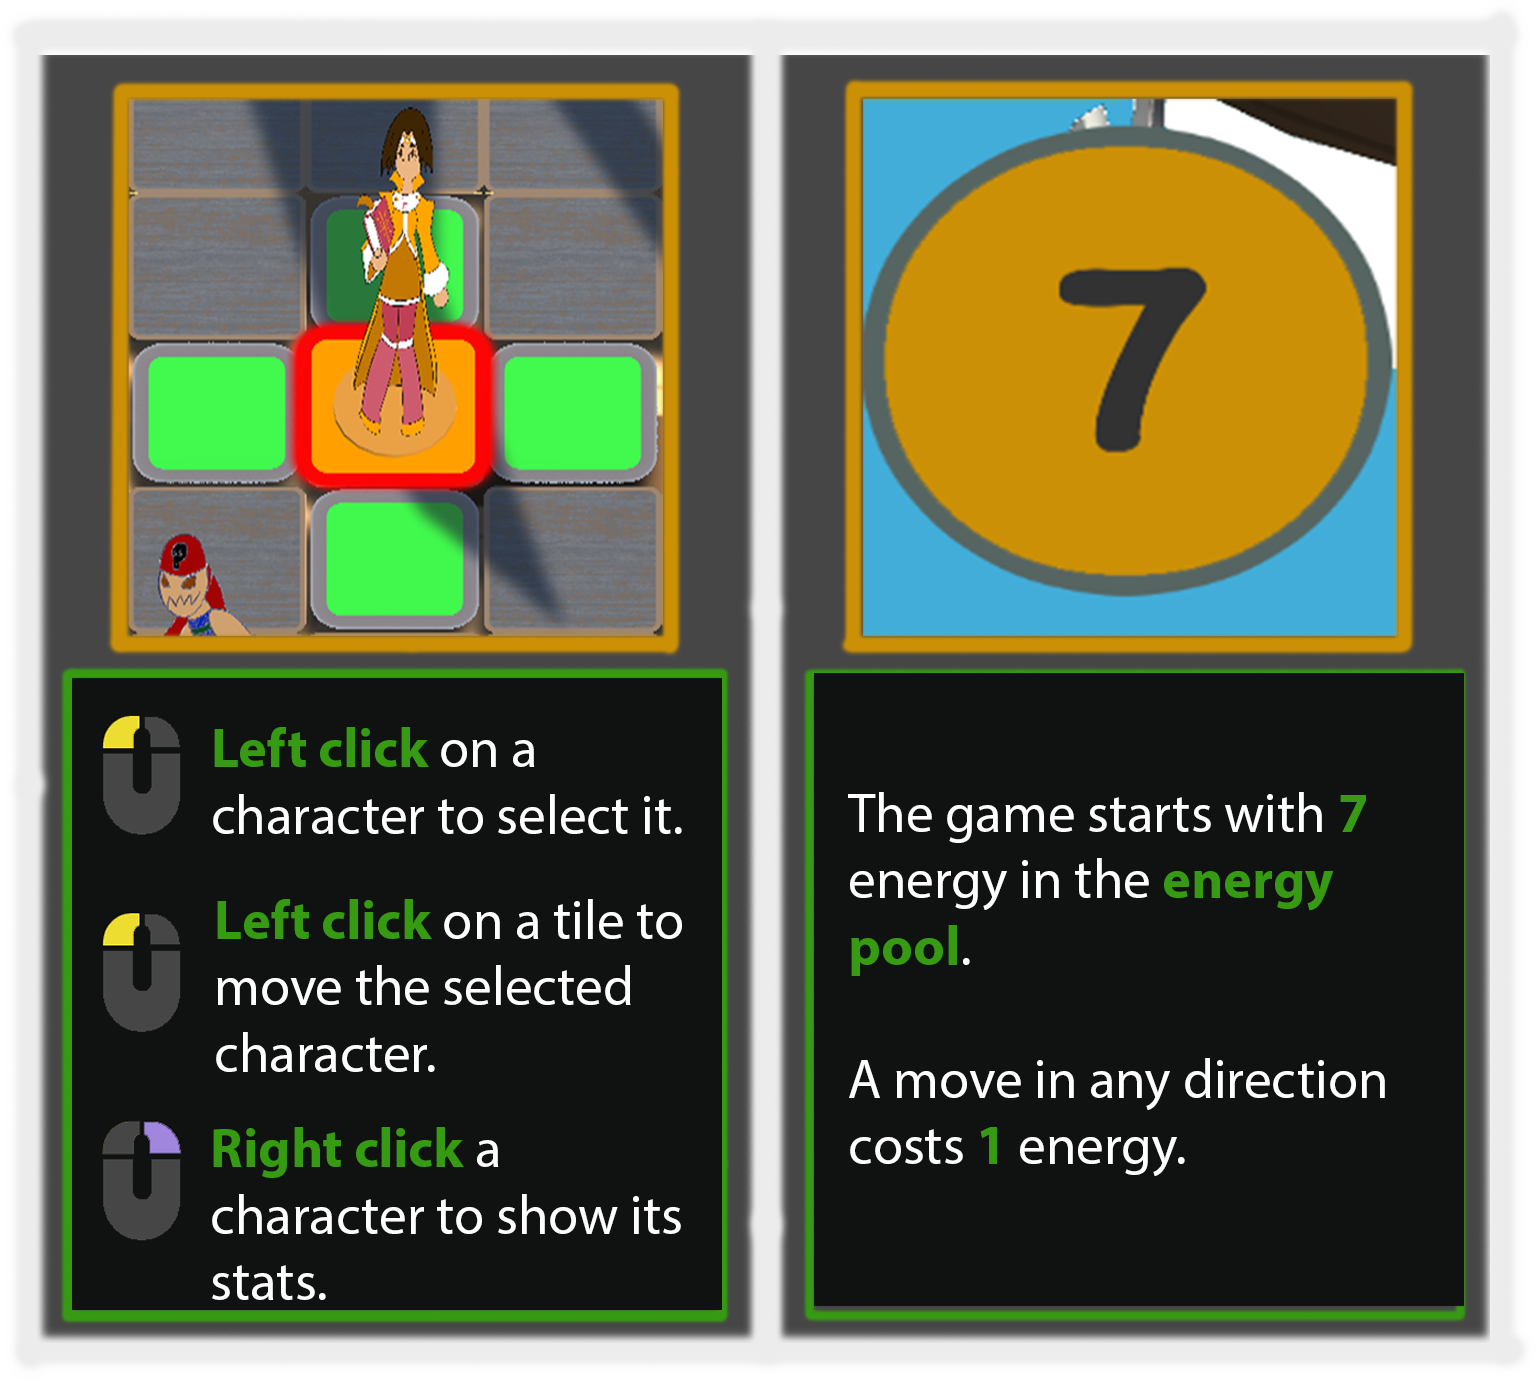 Left click on a
character to select it.
Left click on a tile to
move the selected
character.
Right click a
character to show its
stats.
7
The game starts with 7
energy in the energy
pool.
A move in any direction
costs 1 energy.